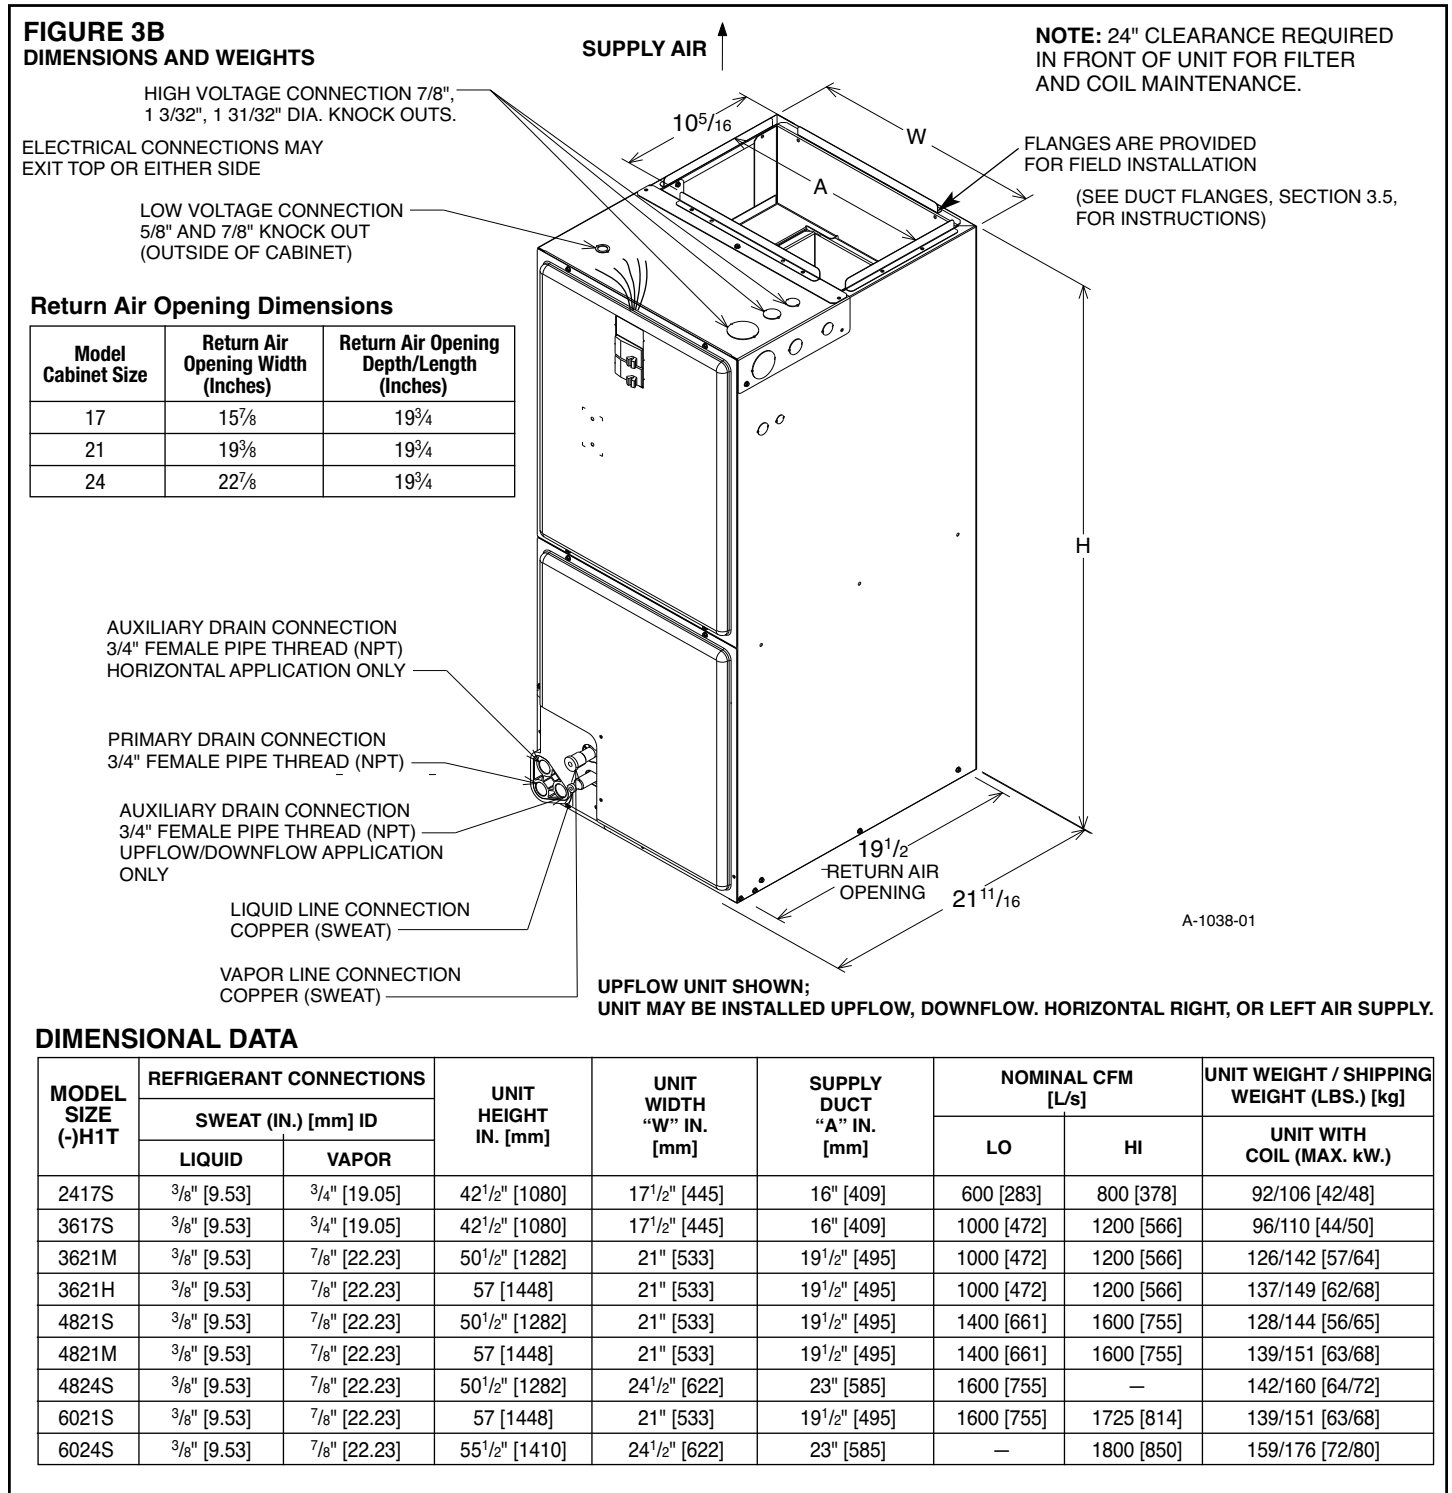 FIGURE 3B
DIMENSIONS AND WEIGHTS
SUPPLY AIR
NOTE: 24" CLEARANCE REQUIRED
IN FRONT OF UNIT FOR FILTER
AND COIL MAINTENANCE.
HIGH VOLTAGE CONNECTION 7/8",
1 3/32", 1 31/32" DIA. KNOCK OUTS.
ELECTRICAL CONNECTIONS MAY
EXIT TOP OR EITHER SIDE
LOW VOLTAGE CONNECTION
5/8" AND 7/8" KNOCK OUT
(OUTSIDE OF CABINET)
10 5/16
W
A
FLANGES ARE PROVIDED
FOR FIELD INSTALLATION
(SEE DUCT FLANGES, SECTION 3.5,
FOR INSTRUCTIONS)
Return Air Opening Dimensions
Model Cabinet Size | Return Air Opening Width (Inches) | Return Air Opening Depth/Length (Inches)
17 | 15 7/8 | 19 3/4
21 | 19 3/8 | 19 3/4
24 | 22 7/8 | 19 3/4
H
AUXILIARY DRAIN CONNECTION
3/4" FEMALE PIPE THREAD (NPT)
HORIZONTAL APPLICATION ONLY
PRIMARY DRAIN CONNECTION
3/4" FEMALE PIPE THREAD (NPT)
AUXILIARY DRAIN CONNECTION
3/4" FEMALE PIPE THREAD (NPT)
UPFLOW/DOWNFLOW APPLICATION
ONLY
LIQUID LINE CONNECTION
COPPER (SWEAT)
VAPOR LINE CONNECTION
COPPER (SWEAT)
19 1/2
RETURN AIR
OPENING
21 11/16
A-1038-01
UPFLOW UNIT SHOWN;
UNIT MAY BE INSTALLED UPFLOW, DOWNFLOW. HORIZONTAL RIGHT, OR LEFT AIR SUPPLY.
DIMENSIONAL DATA
MODEL SIZE (-)H1T | REFRIGERANT CONNECTIONS SWEAT (IN.) [mm] ID LIQUID | VAPOR | UNIT HEIGHT IN. [mm] | UNIT WIDTH “W” IN. [mm] | SUPPLY DUCT “A” IN. [mm] | NOMINAL CFM [L/s] LO | HI | UNIT WEIGHT / SHIPPING WEIGHT (LBS.) [kg] UNIT WITH COIL (MAX. kW.)
2417S | 3/8" [9.53] | 3/4" [19.05] | 42 1/2" [1080] | 17 1/2" [445] | 16" [409] | 600 [283] | 800 [378] | 92/106 [42/48]
3617S | 3/8" [9.53] | 3/4" [19.05] | 42 1/2" [1080] | 17 1/2" [445] | 16" [409] | 1000 [472] | 1200 [566] | 96/110 [44/50]
3621M | 3/8" [9.53] | 7/8" [22.23] | 50 1/2" [1282] | 21" [533] | 19 1/2" [495] | 1000 [472] | 1200 [566] | 126/142 [57/64]
3621H | 3/8" [9.53] | 7/8" [22.23] | 57 [1448] | 21" [533] | 19 1/2" [495] | 1000 [472] | 1200 [566] | 137/149 [62/68]
4821S | 3/8" [9.53] | 7/8" [22.23] | 50 1/2" [1282] | 21" [533] | 19 1/2" [495] | 1400 [661] | 1600 [755] | 128/144 [56/65]
4821M | 3/8" [9.53] | 7/8" [22.23] | 57 [1448] | 21" [533] | 19 1/2" [495] | 1400 [661] | 1600 [755] | 139/151 [63/68]
4824S | 3/8" [9.53] | 7/8" [22.23] | 50 1/2" [1282] | 24 1/2" [622] | 23" [585] | 1600 [755] | — | 142/160 [64/72]
6021S | 3/8" [9.53] | 7/8" [22.23] | 57 [1448] | 21" [533] | 19 1/2" [495] | 1600 [755] | 1725 [814] | 139/151 [63/68]
6024S | 3/8" [9.53] | 7/8" [22.23] | 55 1/2" [1410] | 24 1/2" [622] | 23" [585] | — | 1800 [850] | 159/176 [72/80]